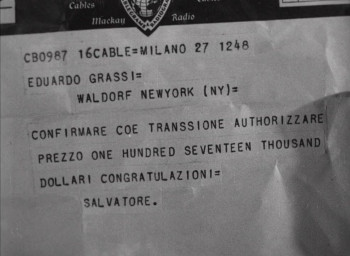 Cables
Mackay Radio
CB0987 16CABLE=MILANO 27 1248
EDUARDO GRASSI=
WALDORF NEWYORK (NY)=
CONFIRMARE COE TRANSSIONE AUTHORIZZARE
PREZZO ONE HUNDRED SEVENTEEN THOUSAND
DOLLARI CONGRATULAZIONI=
SALVATORE.